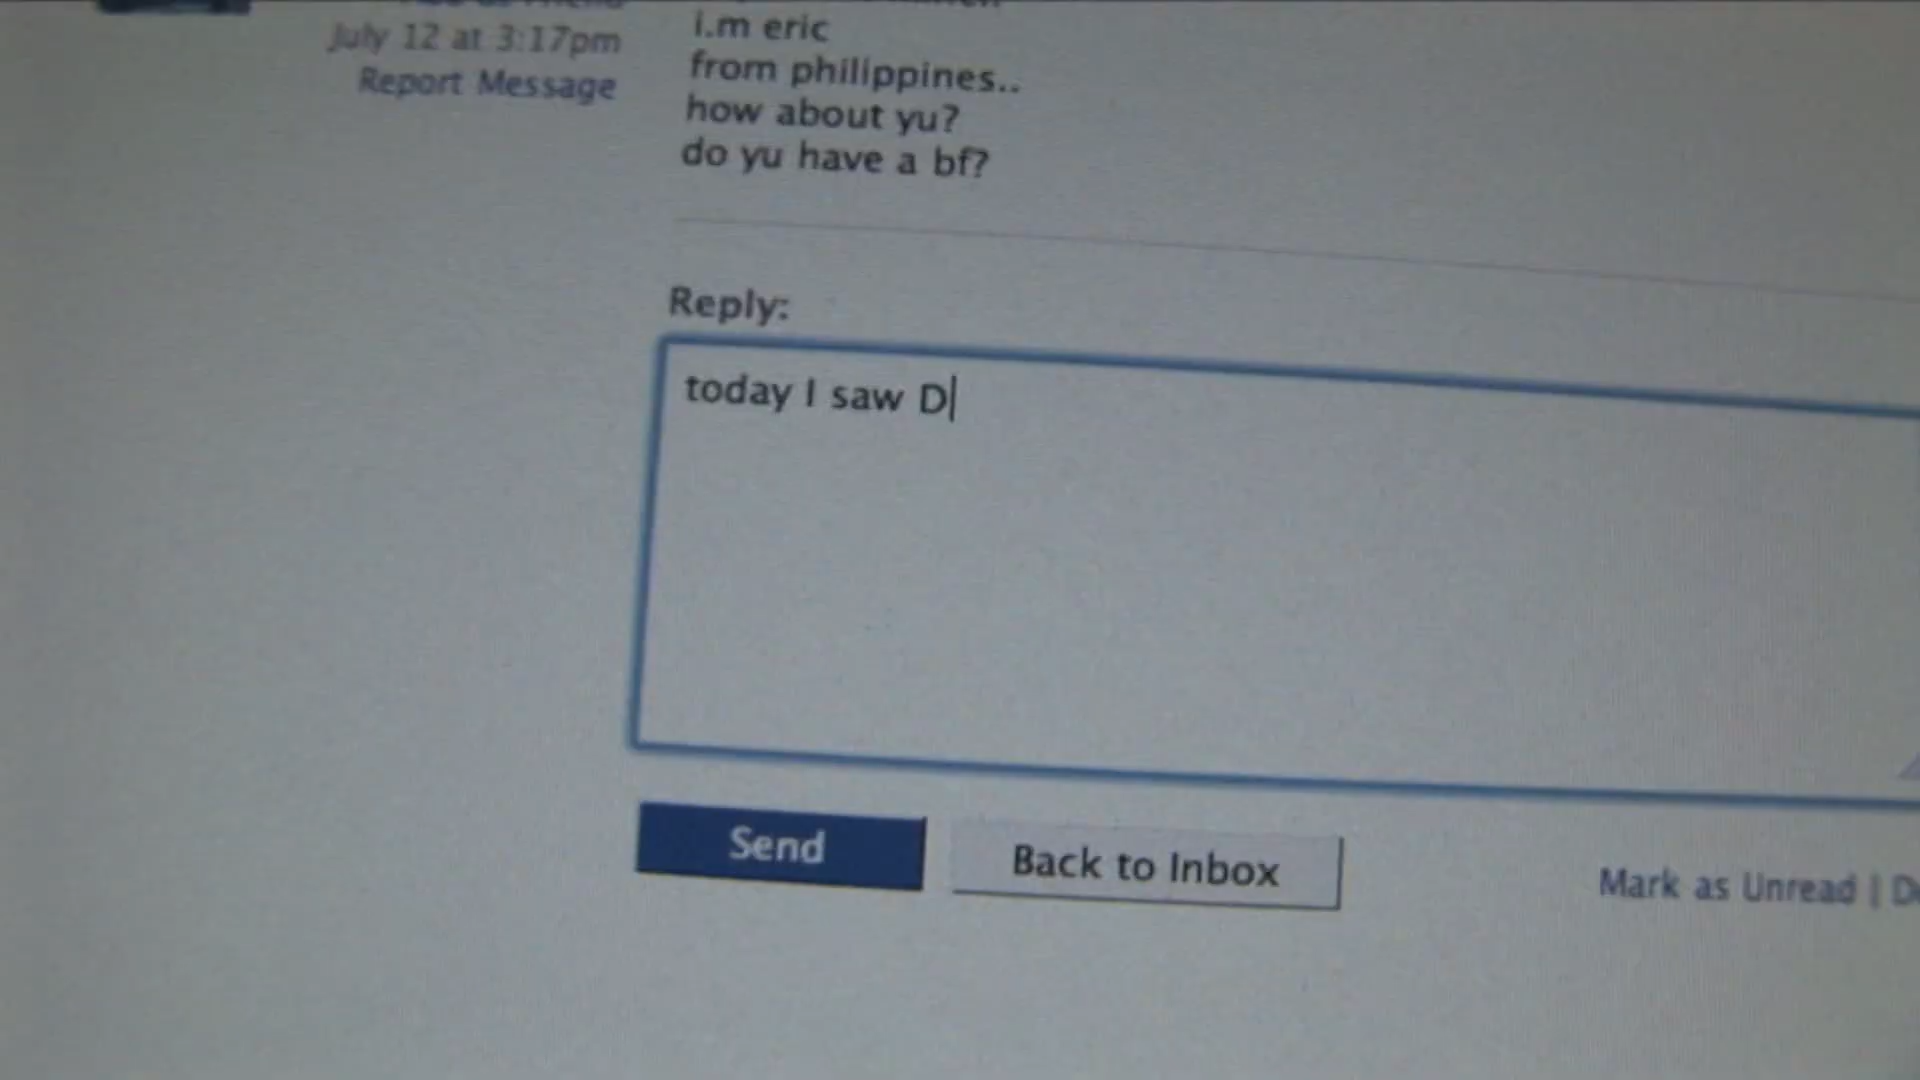 July 12 at 3:17pm
Report Message
i.m eric
from philippines..
how about yu?
do yu have a bf?
Reply:
today I saw D
Send
Back to Inbox
Mark as Unread |